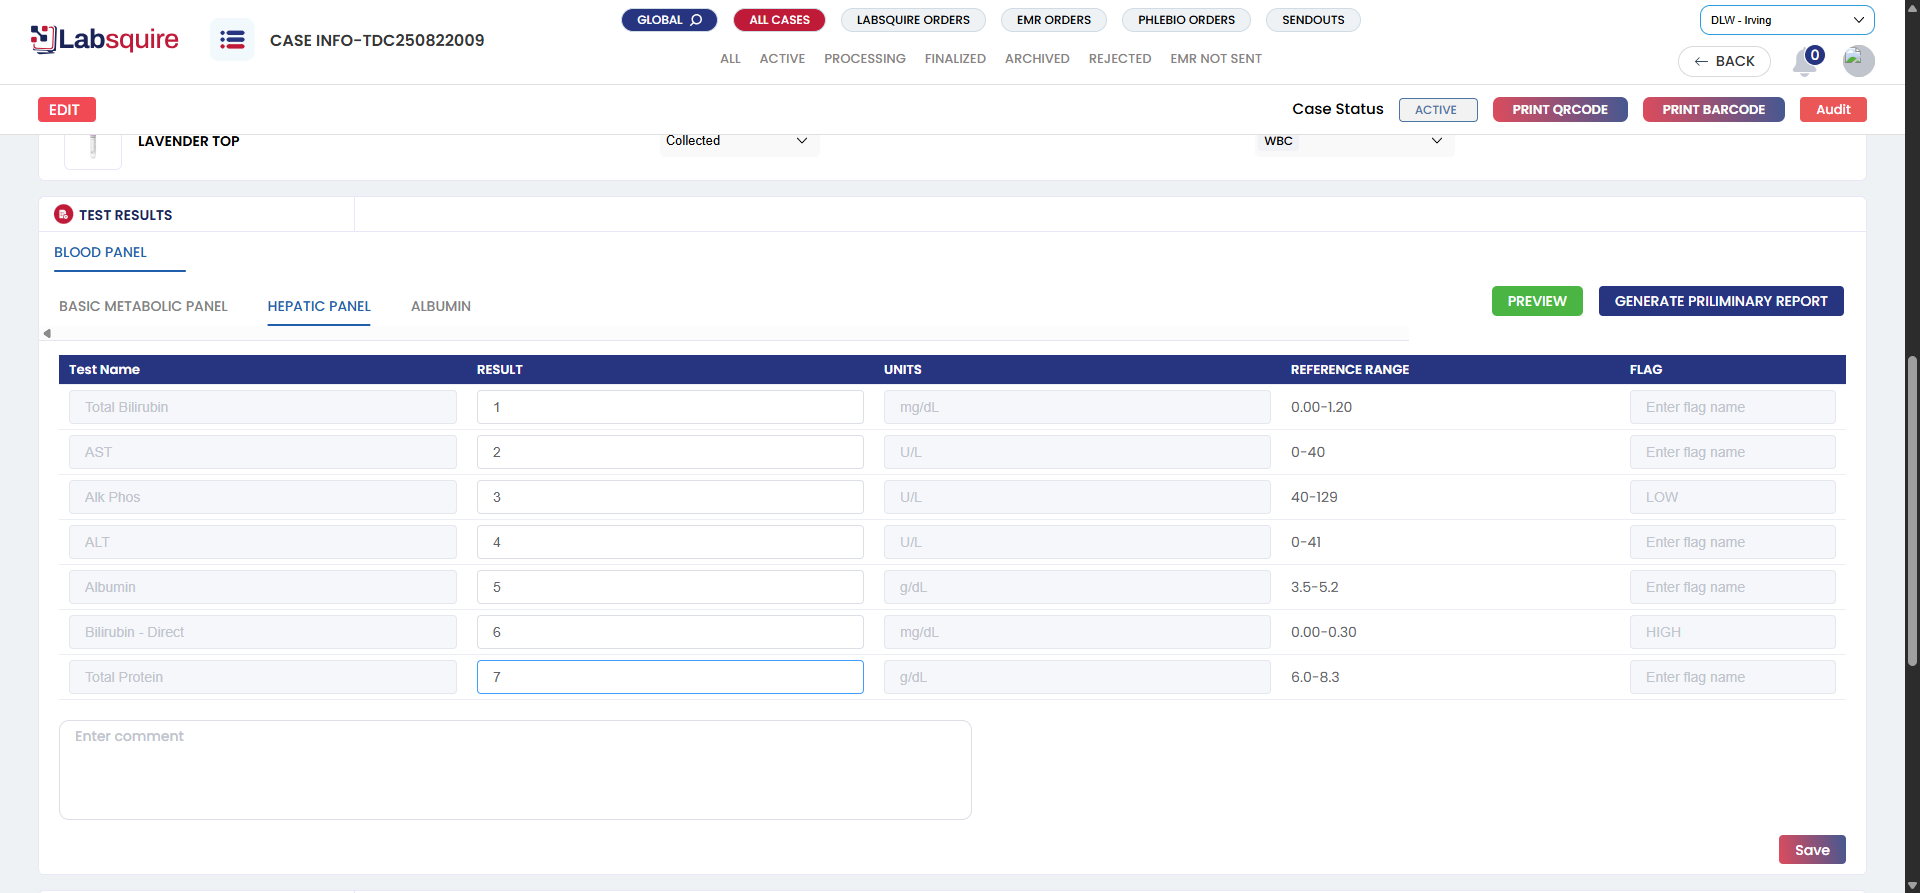 Labsquire
CASE INFO-TDC250822009
GLOBAL
ALL CASES
LABSQUIRE ORDERS
EMR ORDERS
PHLEBIO ORDERS
SENDOUTS
DLW - Irving
ALL
ACTIVE
PROCESSING
FINALIZED
ARCHIVED
REJECTED
EMR NOT SENT
BACK
0
EDIT
Case Status
ACTIVE
PRINT QRCODE
PRINT BARCODE
Audit
LAVENDER TOP
Collected
WBC
TEST RESULTS
BLOOD PANEL
BASIC METABOLIC PANEL
HEPATIC PANEL
ALBUMIN
PREVIEW
GENERATE PRILIMINARY REPORT
Test Name RESULT UNITS REFERENCE RANGE FLAG
Total Bilirubin 1 mg/dL 0.00-1.20 Enter flag name
AST 2 U/L 0-40 Enter flag name
Alk Phos 3 U/L 40-129 LOW
ALT 4 U/L 0-41 Enter flag name
Albumin 5 g/dL 3.5-5.2 Enter flag name
Bilirubin - Direct 6 mg/dL 0.00-0.30 HIGH
Total Protein 7 g/dL 6.0-8.3 Enter flag name
Enter comment
Save